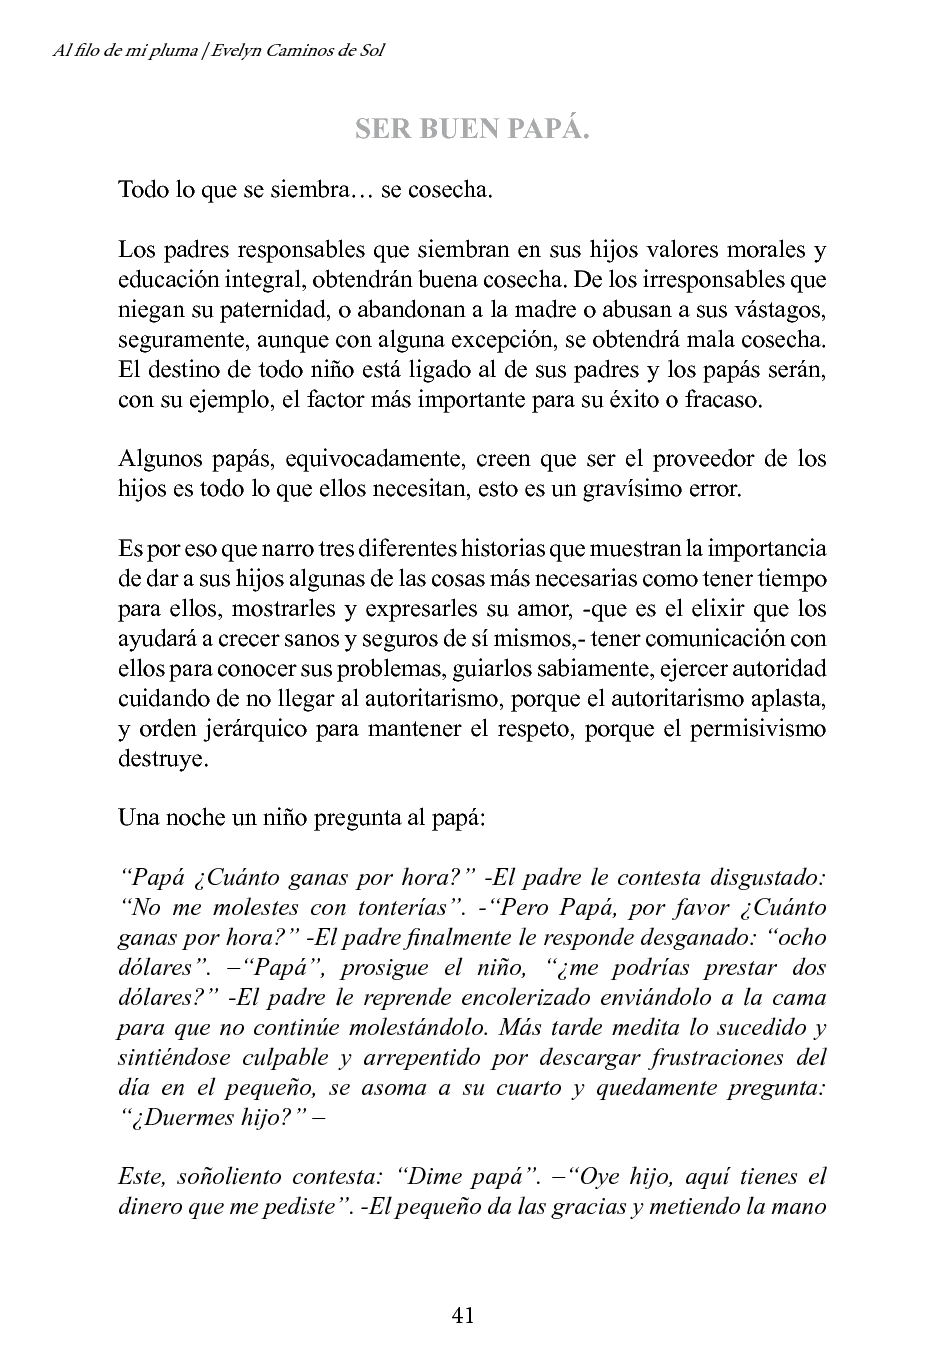 Al filo de mi pluma | Evelyn Caminos de Sol
SER BUEN PAPÁ.
Todo lo que se siembra… se cosecha.
Los padres responsables que siembran en sus hijos valores morales y
educación integral, obtendrán buena cosecha. De los irresponsables que
niegan su paternidad, o abandonan a la madre o abusan a sus vástagos,
seguramente, aunque con alguna excepción, se obtendrá mala cosecha.
El destino de todo niño está ligado al de sus padres y los papás serán,
con su ejemplo, el factor más importante para su éxito o fracaso.
Algunos papás, equivocadamente, creen que ser el proveedor de los
hijos es todo lo que ellos necesitan, esto es un gravísimo error.
Es por eso que narro tres diferentes historias que muestran la importancia
de dar a sus hijos algunas de las cosas más necesarias como tener tiempo
para ellos, mostrarles y expresarles su amor, -que es el elixir que los
ayudará a crecer sanos y seguros de sí mismos,- tener comunicación con
ellos para conocer sus problemas, guiarlos sabiamente, ejercer autoridad
cuidando de no llegar al autoritarismo, porque el autoritarismo aplasta,
y orden jerárquico para mantener el respeto, porque el permisivismo
destruye.
Una noche un niño pregunta al papá:
“Papá ¿Cuánto ganas por hora?” -El padre le contesta disgustado:
“No me molestes con tonterías”. -“Pero Papá, por favor ¿Cuánto
ganas por hora?” -El padre finalmente le responde desganado: “ocho
dólares”. –“Papá”, prosigue el niño, “¿me podrías prestar dos
dólares?” -El padre le reprende encolerizado enviándolo a la cama
para que no continúe molestándolo. Más tarde medita lo sucedido y
sintiéndose culpable y arrepentido por descargar frustraciones del
día en el pequeño, se asoma a su cuarto y quedamente pregunta:
“¿Duermes hijo?” –
Este, soñoliento contesta: “Dime papá”. –“Oye hijo, aquí tienes el
dinero que me pediste”. -El pequeño da las gracias y metiendo la mano
41